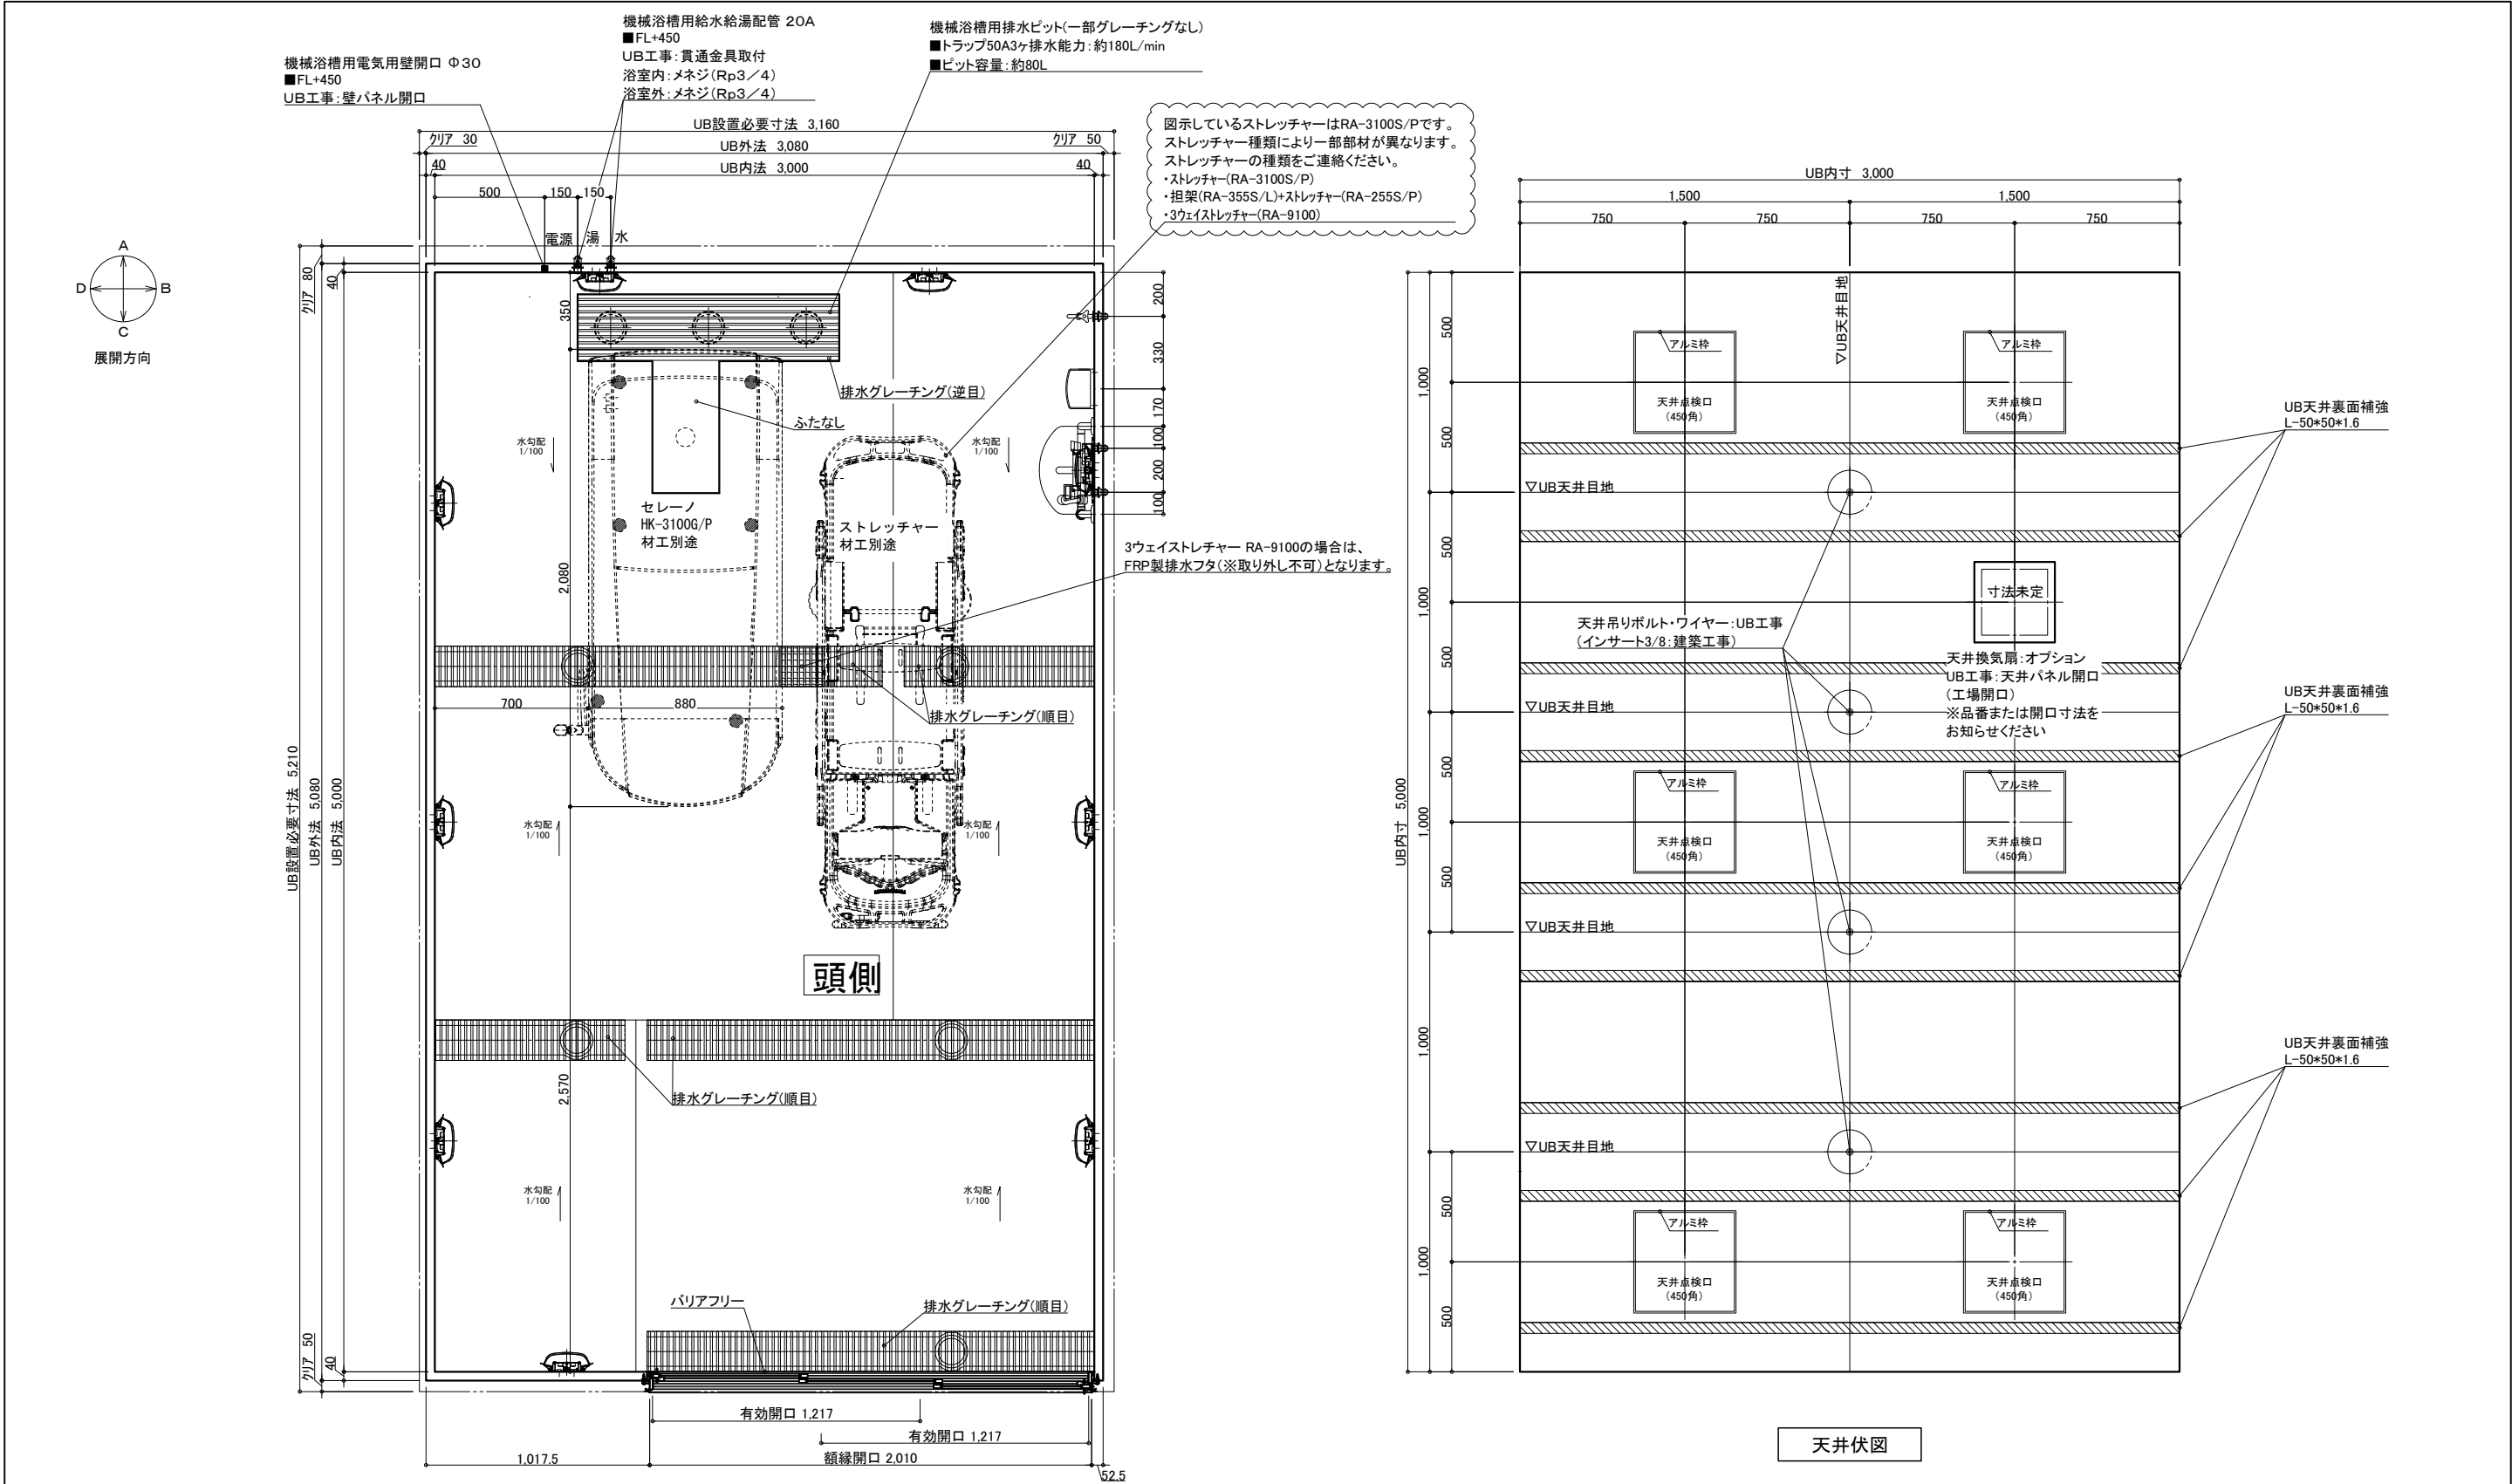 機械浴槽用電気用壁開口 Φ30
■FL+450
UB工事:壁パネル開口
機械浴槽用給水給湯配管 20A
■FL+450
UB工事:貫通金具取付
浴室内:メネジ(Rp3/4)
浴室外:メネジ(Rp3/4)
機械浴槽用排水ピット(一部グレーチングなし)
■トラップ50A3ヶ排水能力:約180L/min
■ピット容量:約80L
図示しているストレッチャーはRA-3100S/Pです。
ストレッチャー種類により一部部材が異なります。
ストレッチャーの種類をご連絡ください。
・ストレッチャー(RA-3100S/P)
・担架(RA-355S/L)+ストレッチャー(RA-255S/P)
・3ウェイストレッチャー(RA-9100)
UB設置必要寸法 3,160
クリア 30
UB外法 3,080
クリア 50
40
UB内法 3,000
40
500
150
150
電源
湯
水
A
D
B
C
展開方向
クリア 80
40
350
200
330
170
100
200
100
排水グレーチング(逆目)
ふたなし
水勾配
1/100
水勾配
1/100
セレーノ
HK-3100G/P
材工別途
ストレッチャー
材工別途
2,080
3ウェイストレチャー RA-9100の場合は、
FRP製排水フタ(※取り外し不可)となります。
700
880
排水グレーチング(順目)
UB設置必要寸法 5,210
UB外法 5,080
UB内法 5,000
水勾配
1/100
水勾配
1/100
頭側
2,570
排水グレーチング(順目)
水勾配
1/100
水勾配
1/100
バリアフリー
排水グレーチング(順目)
クリア 50
40
有効開口 1,217
有効開口 1,217
1,017.5
額縁開口 2,010
52.5
UB内寸 3,000
1,500
1,500
750
750
750
750
▽UB天井目地
500
1,000
アルミ枠
天井点検口
(450角)
アルミ枠
天井点検口
(450角)
500
UB天井裏面補強
L-50*50*1.6
▽UB天井目地
500
1,000
寸法未定
天井吊りボルト・ワイヤー:UB工事
(インサート3/8:建築工事)
500
天井換気扇:オプション
UB工事:天井パネル開口
(工場開口)
※品番または開口寸法を
お知らせください
UB天井裏面補強
L-50*50*1.6
▽UB天井目地
UB内寸 5,000
500
1,000
アルミ枠
天井点検口
(450角)
アルミ枠
天井点検口
(450角)
500
▽UB天井目地
1,000
UB天井裏面補強
L-50*50*1.6
▽UB天井目地
500
1,000
アルミ枠
天井点検口
(450角)
アルミ枠
天井点検口
(450角)
500
天井伏図